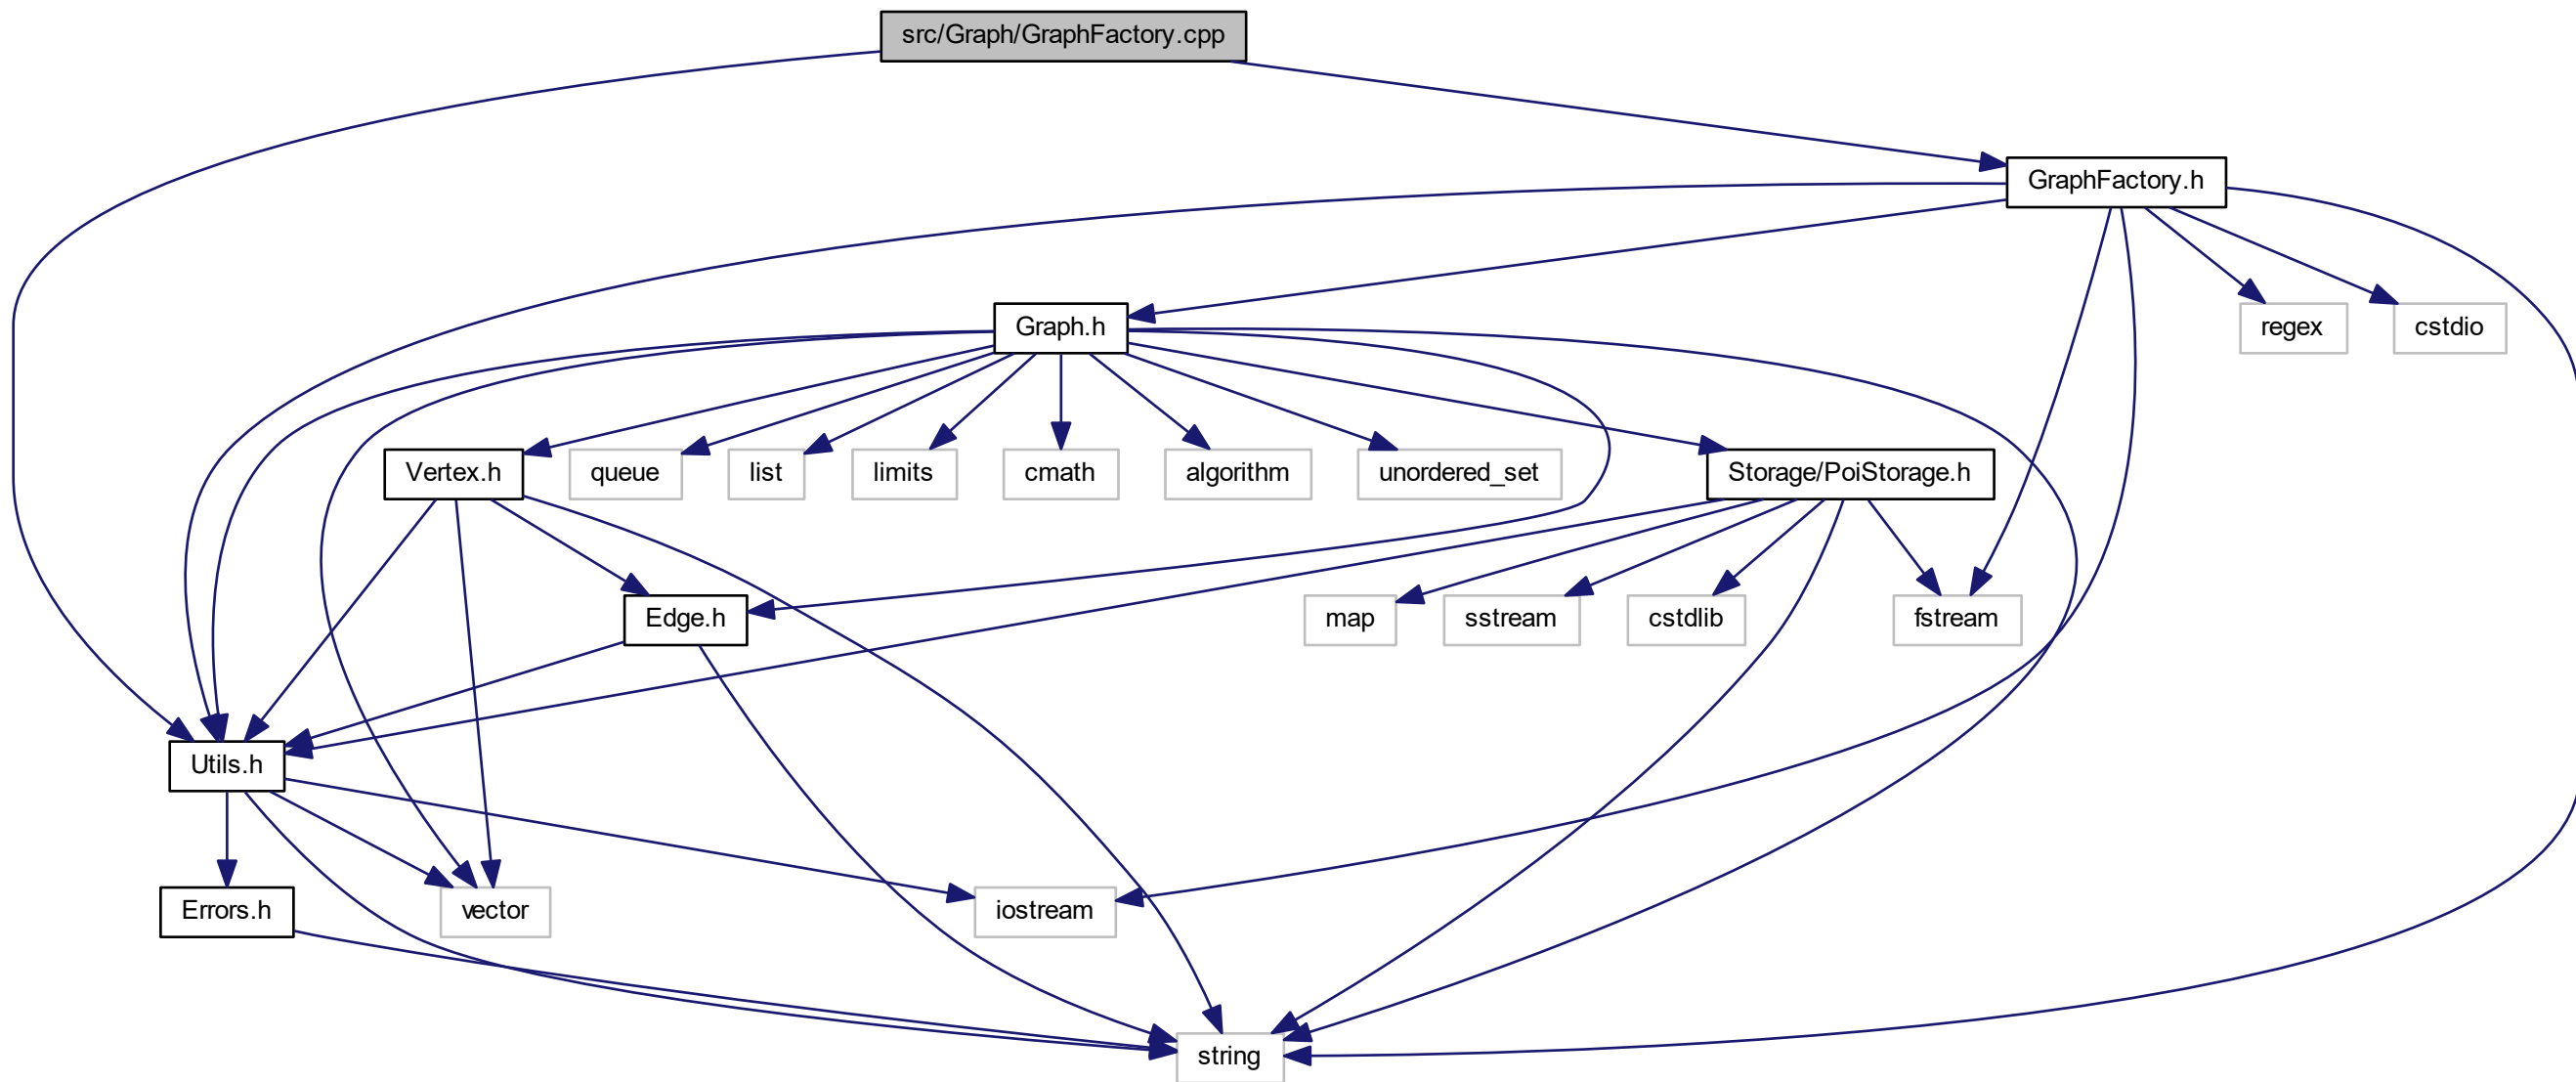 src/Graph/GraphFactory.cpp
GraphFactory.h
Graph.h
regex
cstdio
Vertex.h
queue
list
limits
cmath
algorithm
unordered_set
Storage/PoiStorage.h
Edge.h
map
sstream
cstdlib
fstream
Utils.h
Errors.h
vector
iostream
string